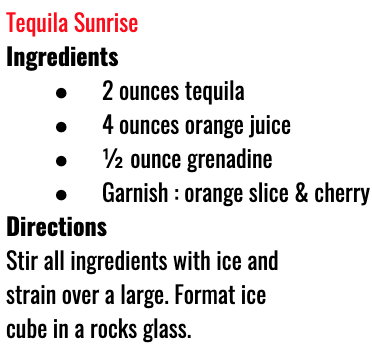 Tequila Sunrise
Ingredients
● 2 ounces tequila
● 4 ounces orange juice
● ½ ounce grenadine
● Garnish : orange slice & cherry
Directions
Stir all ingredients with ice and
strain over a large. Format ice
cube in a rocks glass.